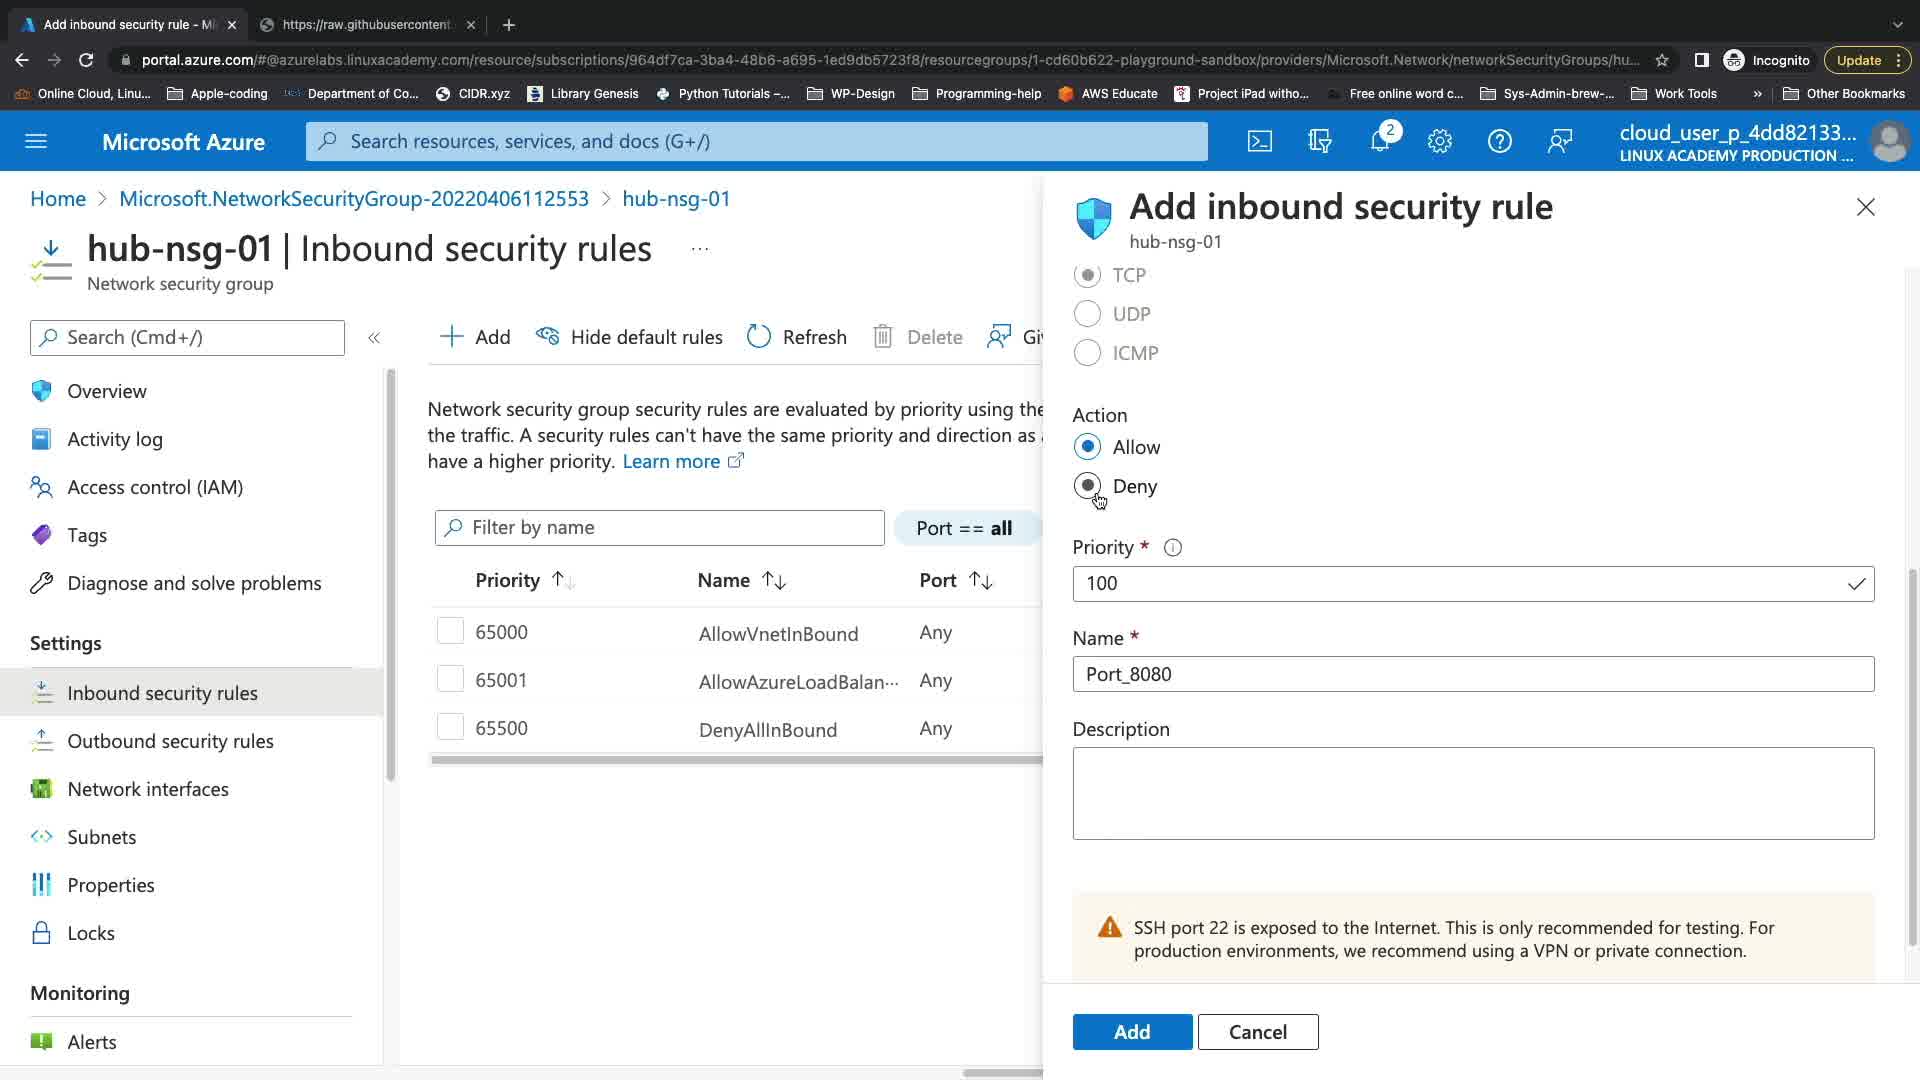 Add inbound security rule - Mi
https://raw.githubusercontent
portal.azure.com/#@azurelabs.linuxacademy.com/resource/subscriptions/964df7ca-3ba4-48b6-a695-1ed9db5723f8/resourcegroups/1-cd60b622-playground-sandbox/providers/Microsoft.Network/networkSecurityGroups/hu...
Incognito
Update
Online Cloud, Linu...
Apple-coding
Department of Co...
CIDR.xyz
Library Genesis
Python Tutorials –...
WP-Design
Programming-help
AWS Educate
Project iPad witho...
Free online word c...
Sys-Admin-brew-...
Work Tools
»
Other Bookmarks
Microsoft Azure
Search resources, services, and docs (G+/)
2
cloud_user_p_4dd82133...
LINUX ACADEMY PRODUCTION ...
Home > Microsoft.NetworkSecurityGroup-20220406112553 > hub-nsg-01
hub-nsg-01 | Inbound security rules ...
Network security group
Search (Cmd+/)
«
Overview
Activity log
Access control (IAM)
Tags
Diagnose and solve problems
Settings
Inbound security rules
Outbound security rules
Network interfaces
Subnets
Properties
Locks
Monitoring
Alerts
Add
Hide default rules
Refresh
Delete
Gi
Network security group security rules are evaluated by priority using the
the traffic. A security rules can't have the same priority and direction as
have a higher priority. Learn more
Filter by name
Port == all
Priority Name Port
65000 AllowVnetInBound Any
65001 AllowAzureLoadBalan... Any
65500 DenyAllInBound Any
Add inbound security rule
hub-nsg-01
TCP
UDP
ICMP
Action
Allow
Deny
Priority *
100
Name *
Port_8080
Description
SSH port 22 is exposed to the Internet. This is only recommended for testing. For
production environments, we recommend using a VPN or private connection.
Add
Cancel